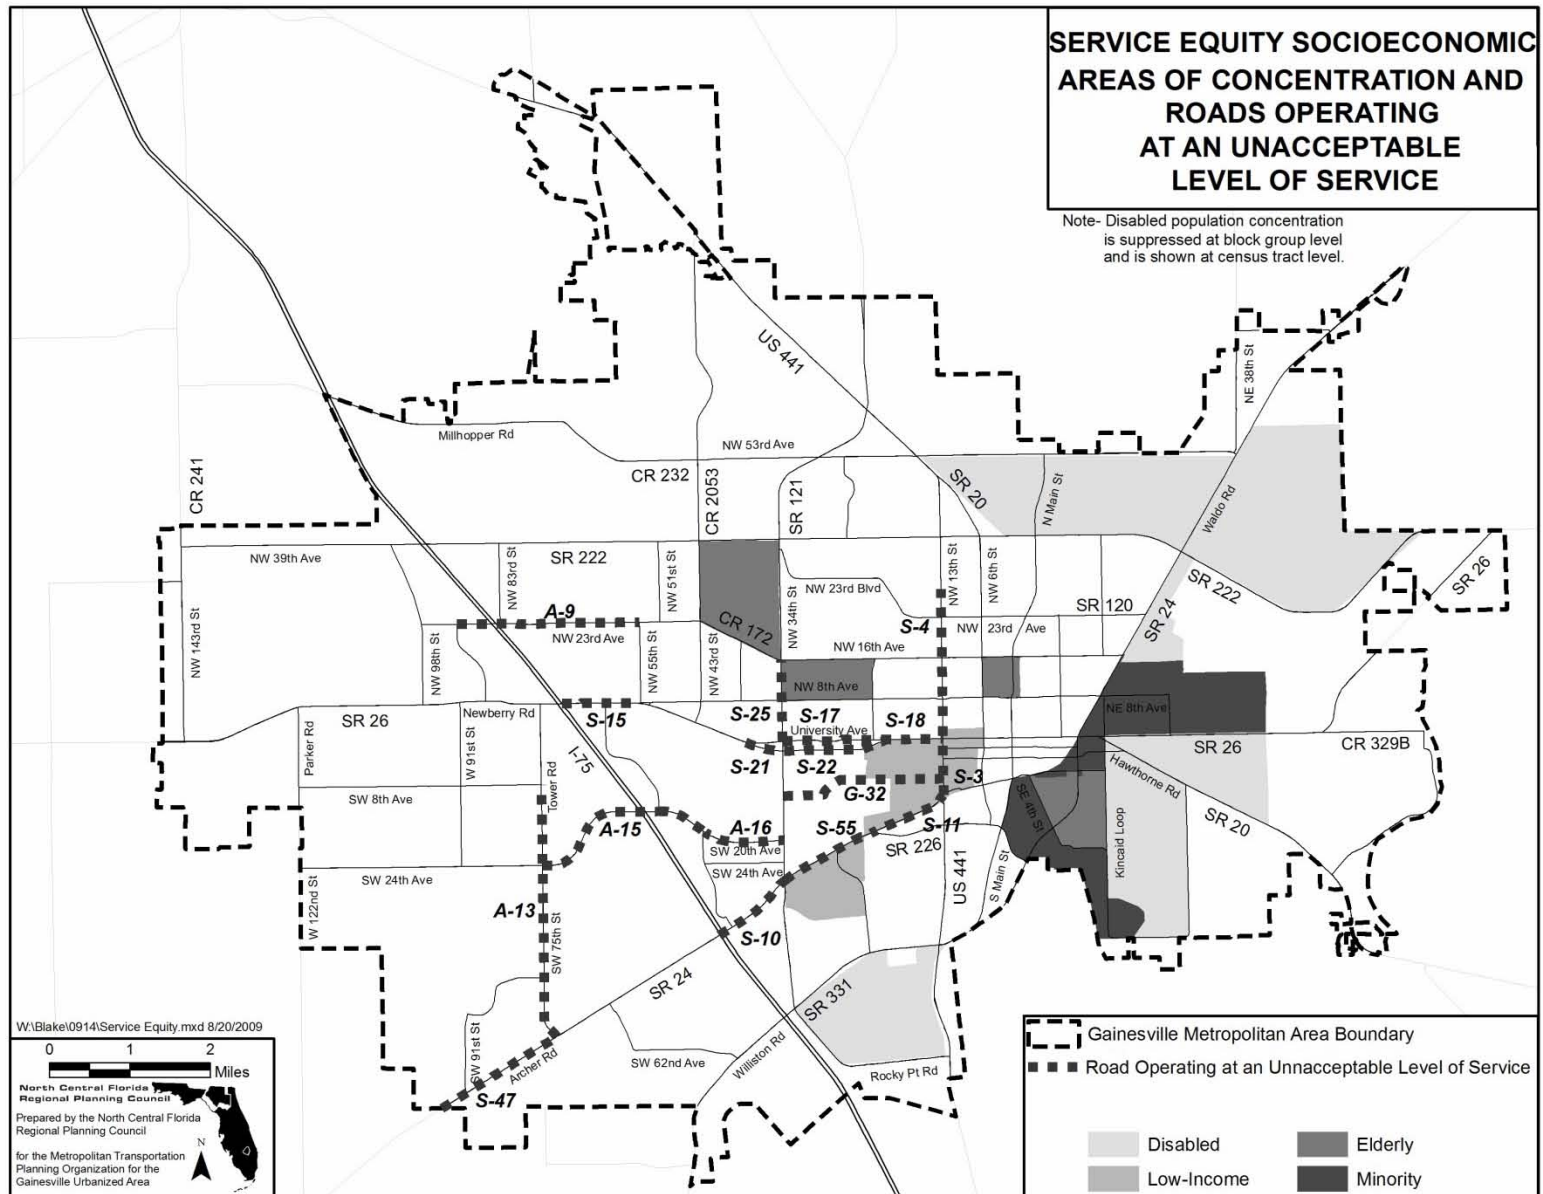 SERVICE EQUITY SOCIOECONOMIC
AREAS OF CONCENTRATION AND
ROADS OPERATING
AT AN UNACCEPTABLE
LEVEL OF SERVICE
Note- Disabled population concentration
is suppressed at block group level
and is shown at census tract level.
US 441
NE 38th St
Millhopper Rd
NW 53rd Ave
CR 241
CR 232
CR 2053
SR 121
SR 20
N Main St
Waldo Rd
NW 39th Ave
NW 83rd St
SR 222
NW 51st St
NW 34th St
NW 23rd Blvd
NW 13th St
NW 6th St
SR 120
SR 24
SR 222
SR 26
NW 143rd St
A-9
CR 172
S-4
NW 23rd Ave
NW 23rd Ave
NW 98th St
NW 55th St
NW 43rd St
NW 16th Ave
NW 8th Ave
NE 8th Ave
Parker Rd
SR 26
W 91st St
Newberry Rd
S-15
S-25
S-17
S-18
University Ave
SR 26
CR 329B
I-75
Tower Rd
S-21
S-22
S-3
Hawthorne Rd
SW 8th Ave
G-32
SE 4th St
Kincaid Loop
SR 20
A-15
A-16
S-55
S-11
SR 226
SW 20th Ave
SW 24th Ave
SW 24th Ave
W 122nd St
A-13
SW 75th St
US 441
S Main St
S-10
SR 24
SR 331
SW 91st St
Archer Rd
SW 62nd Ave
Williston Rd
Rocky Pt Rd
S-47
W:\Blake\0914\Service Equity.mxd 8/20/2009
0 1 2
Miles
North Central Florida
Regional Planning Council
Prepared by the North Central Florida
Regional Planning Council
N
for the Metropolitan Transportation
Planning Organization for the
Gainesville Urbanized Area
Gainesville Metropolitan Area Boundary
Road Operating at an Unnacceptable Level of Service
Disabled
Elderly
Low-Income
Minority